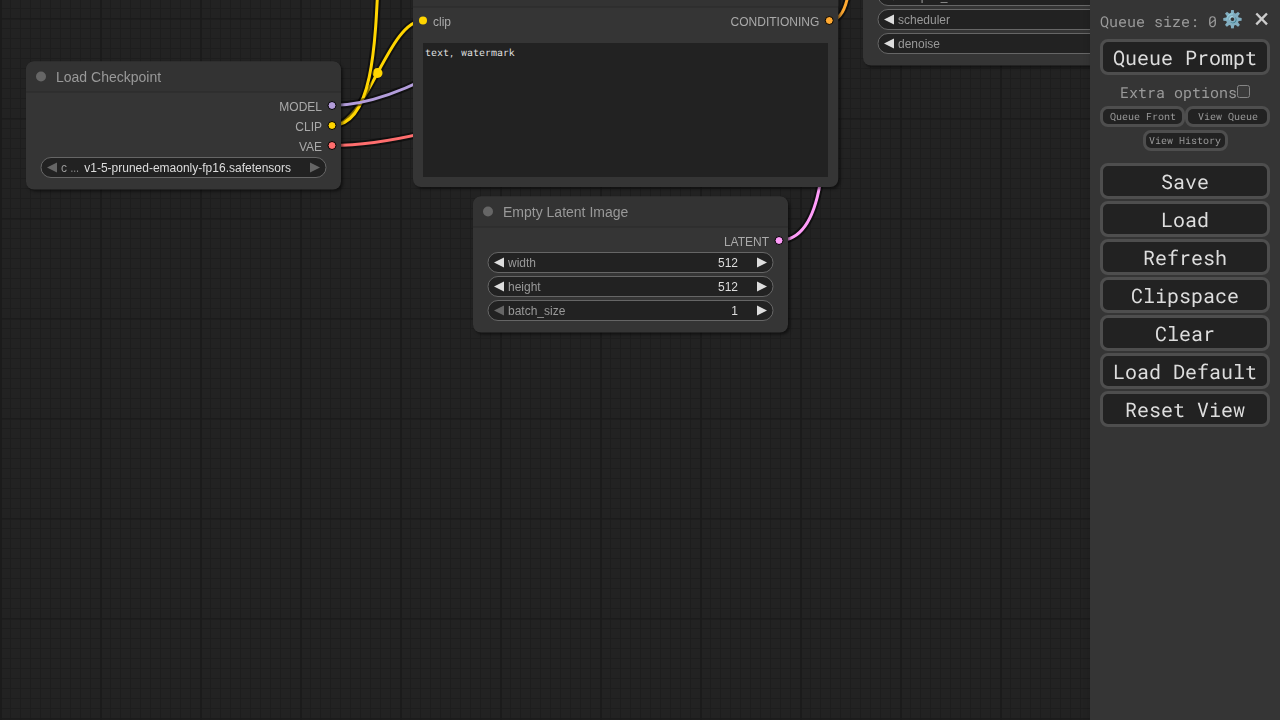 clip
CONDITIONING
text, watermark
scheduler
denoise
Load Checkpoint
MODEL
CLIP
VAE
c ... v1-5-pruned-emaonly-fp16.safetensors
Empty Latent Image
LATENT
width 512
height 512
batch_size 1
Queue size: 0
Queue Prompt
Extra options
Queue Front
View Queue
View History
Save
Load
Refresh
Clipspace
Clear
Load Default
Reset View